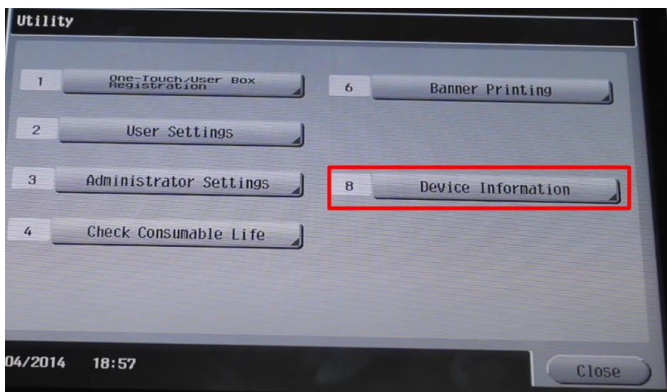 Utility
1 One-Touch/User Box
Registration
2 User Settings
3 Administrator Settings
4 Check Consumable Life
6 Banner Printing
8 Device Information
04/2014 18:57
Close